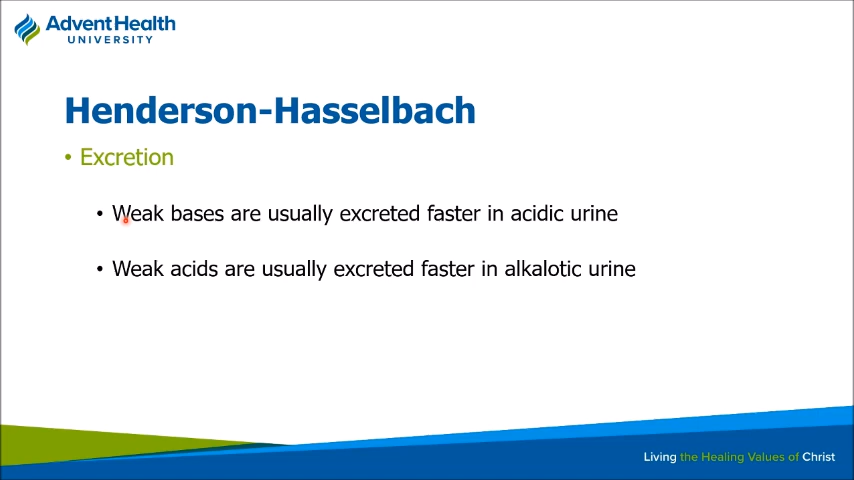 AdventHealth
UNIVERSITY
Henderson-Hasselbach
• Excretion
• Weak bases are usually excreted faster in acidic urine
• Weak acids are usually excreted faster in alkalotic urine
Living the Healing Values of Christ